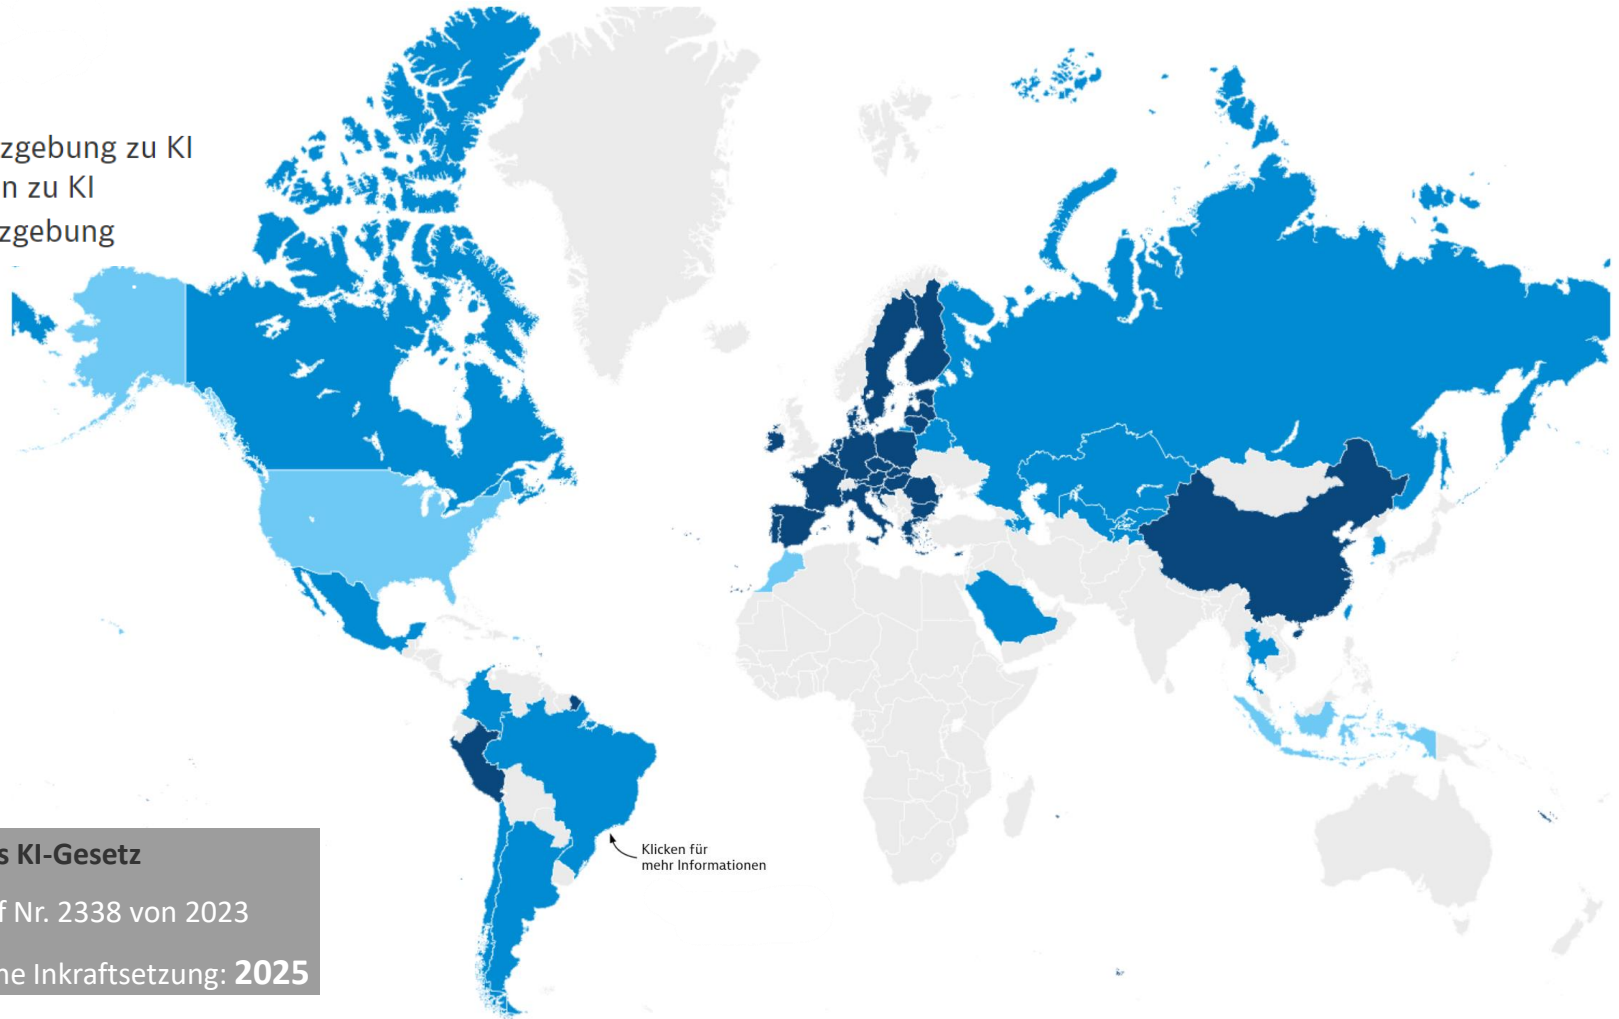 zgebung zu KI
n zu KI
zgebung
Klicken für
mehr Informationen
s KI-Gesetz
f Nr. 2338 von 2023
ne Inkraftsetzung: 2025